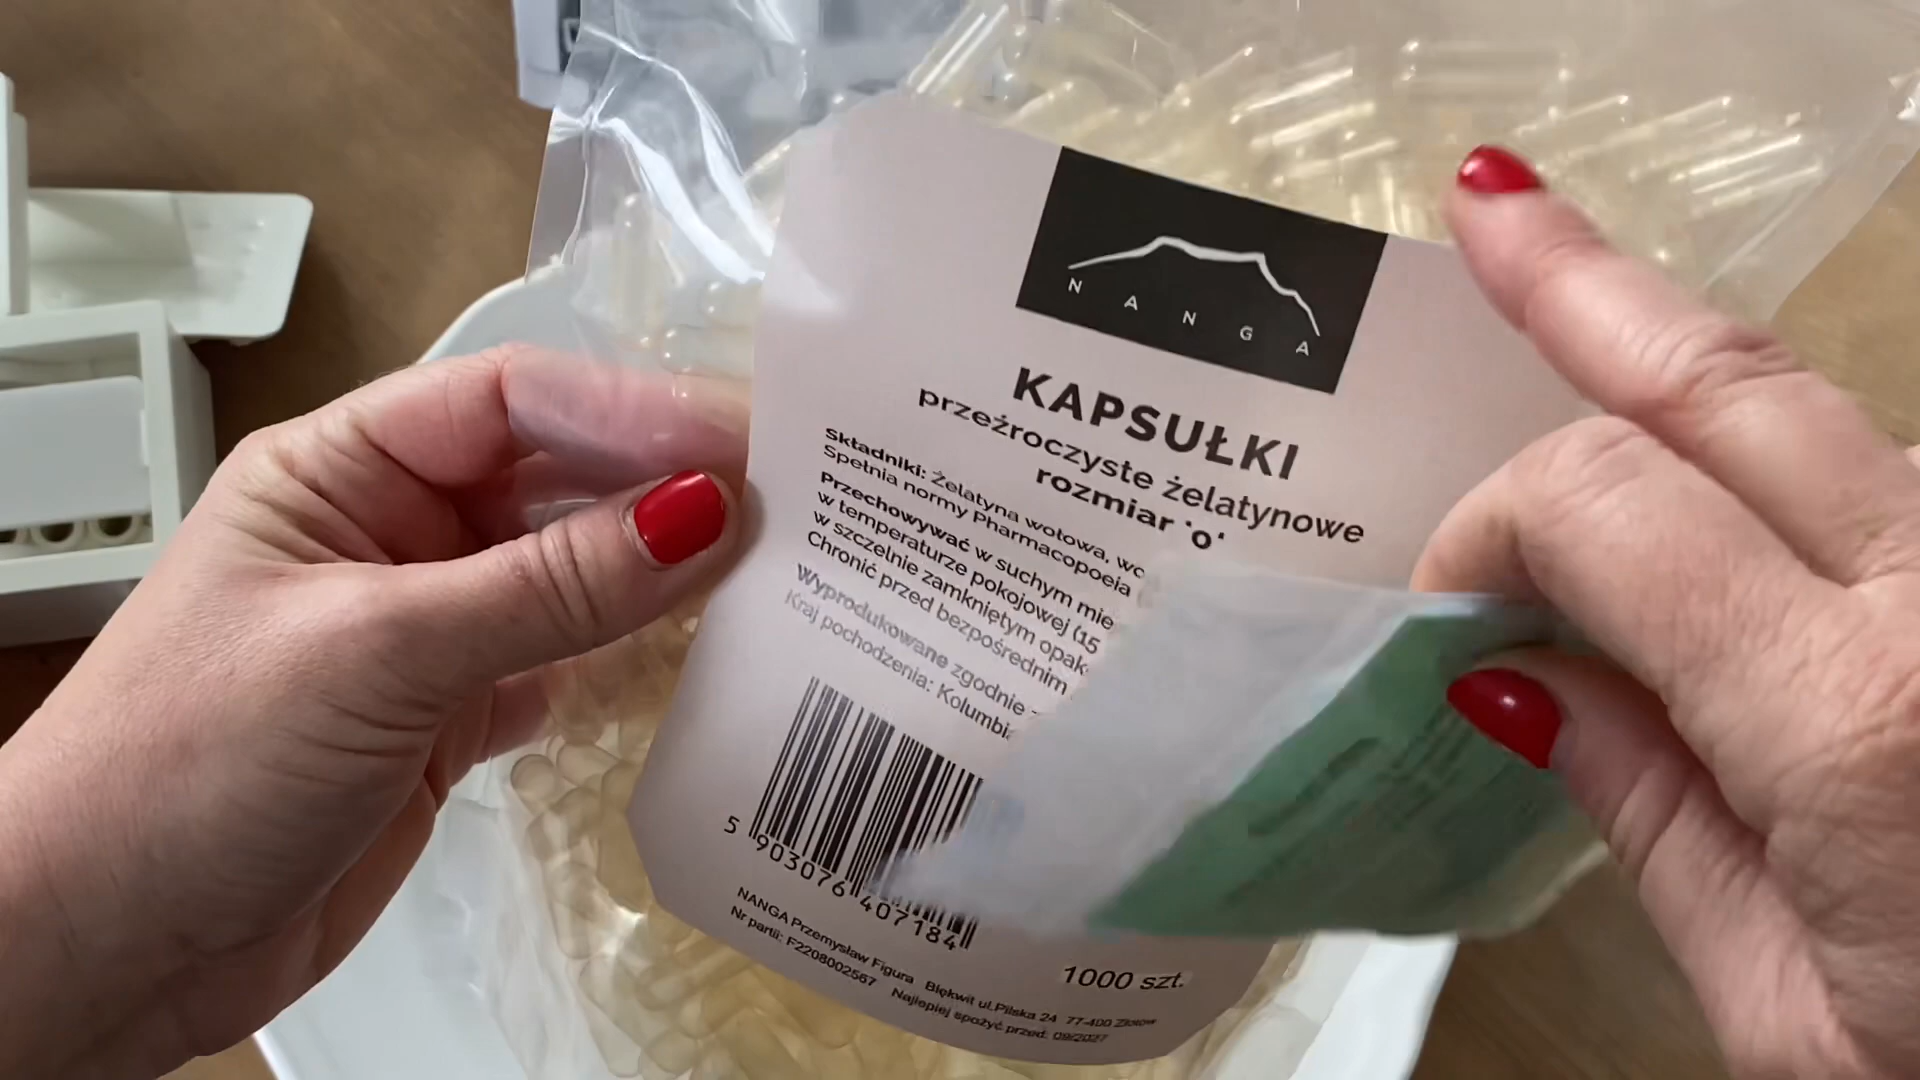 NANGA
KAPSUŁKI
przeźroczyste żelatynowe
rozmiar 'o'
Składniki: Żelatyna wołowa,
Spełnia normy Pharmacopoeia
Przechowywać w suchym
w temperaturze pokojowej (15
w szczelnie zamkniętym
Chronić przed bezpośrednim
Wyprodukowane zgodnie
Kraj pochodzenia:
5 903076 407184
1000 szt.
NANGA Przemysław Figura Blękwit ul.Pilska 24 77-400 Złotów
Nr partii: F2208002567 Najlepiej spożyć przed: 09/2027